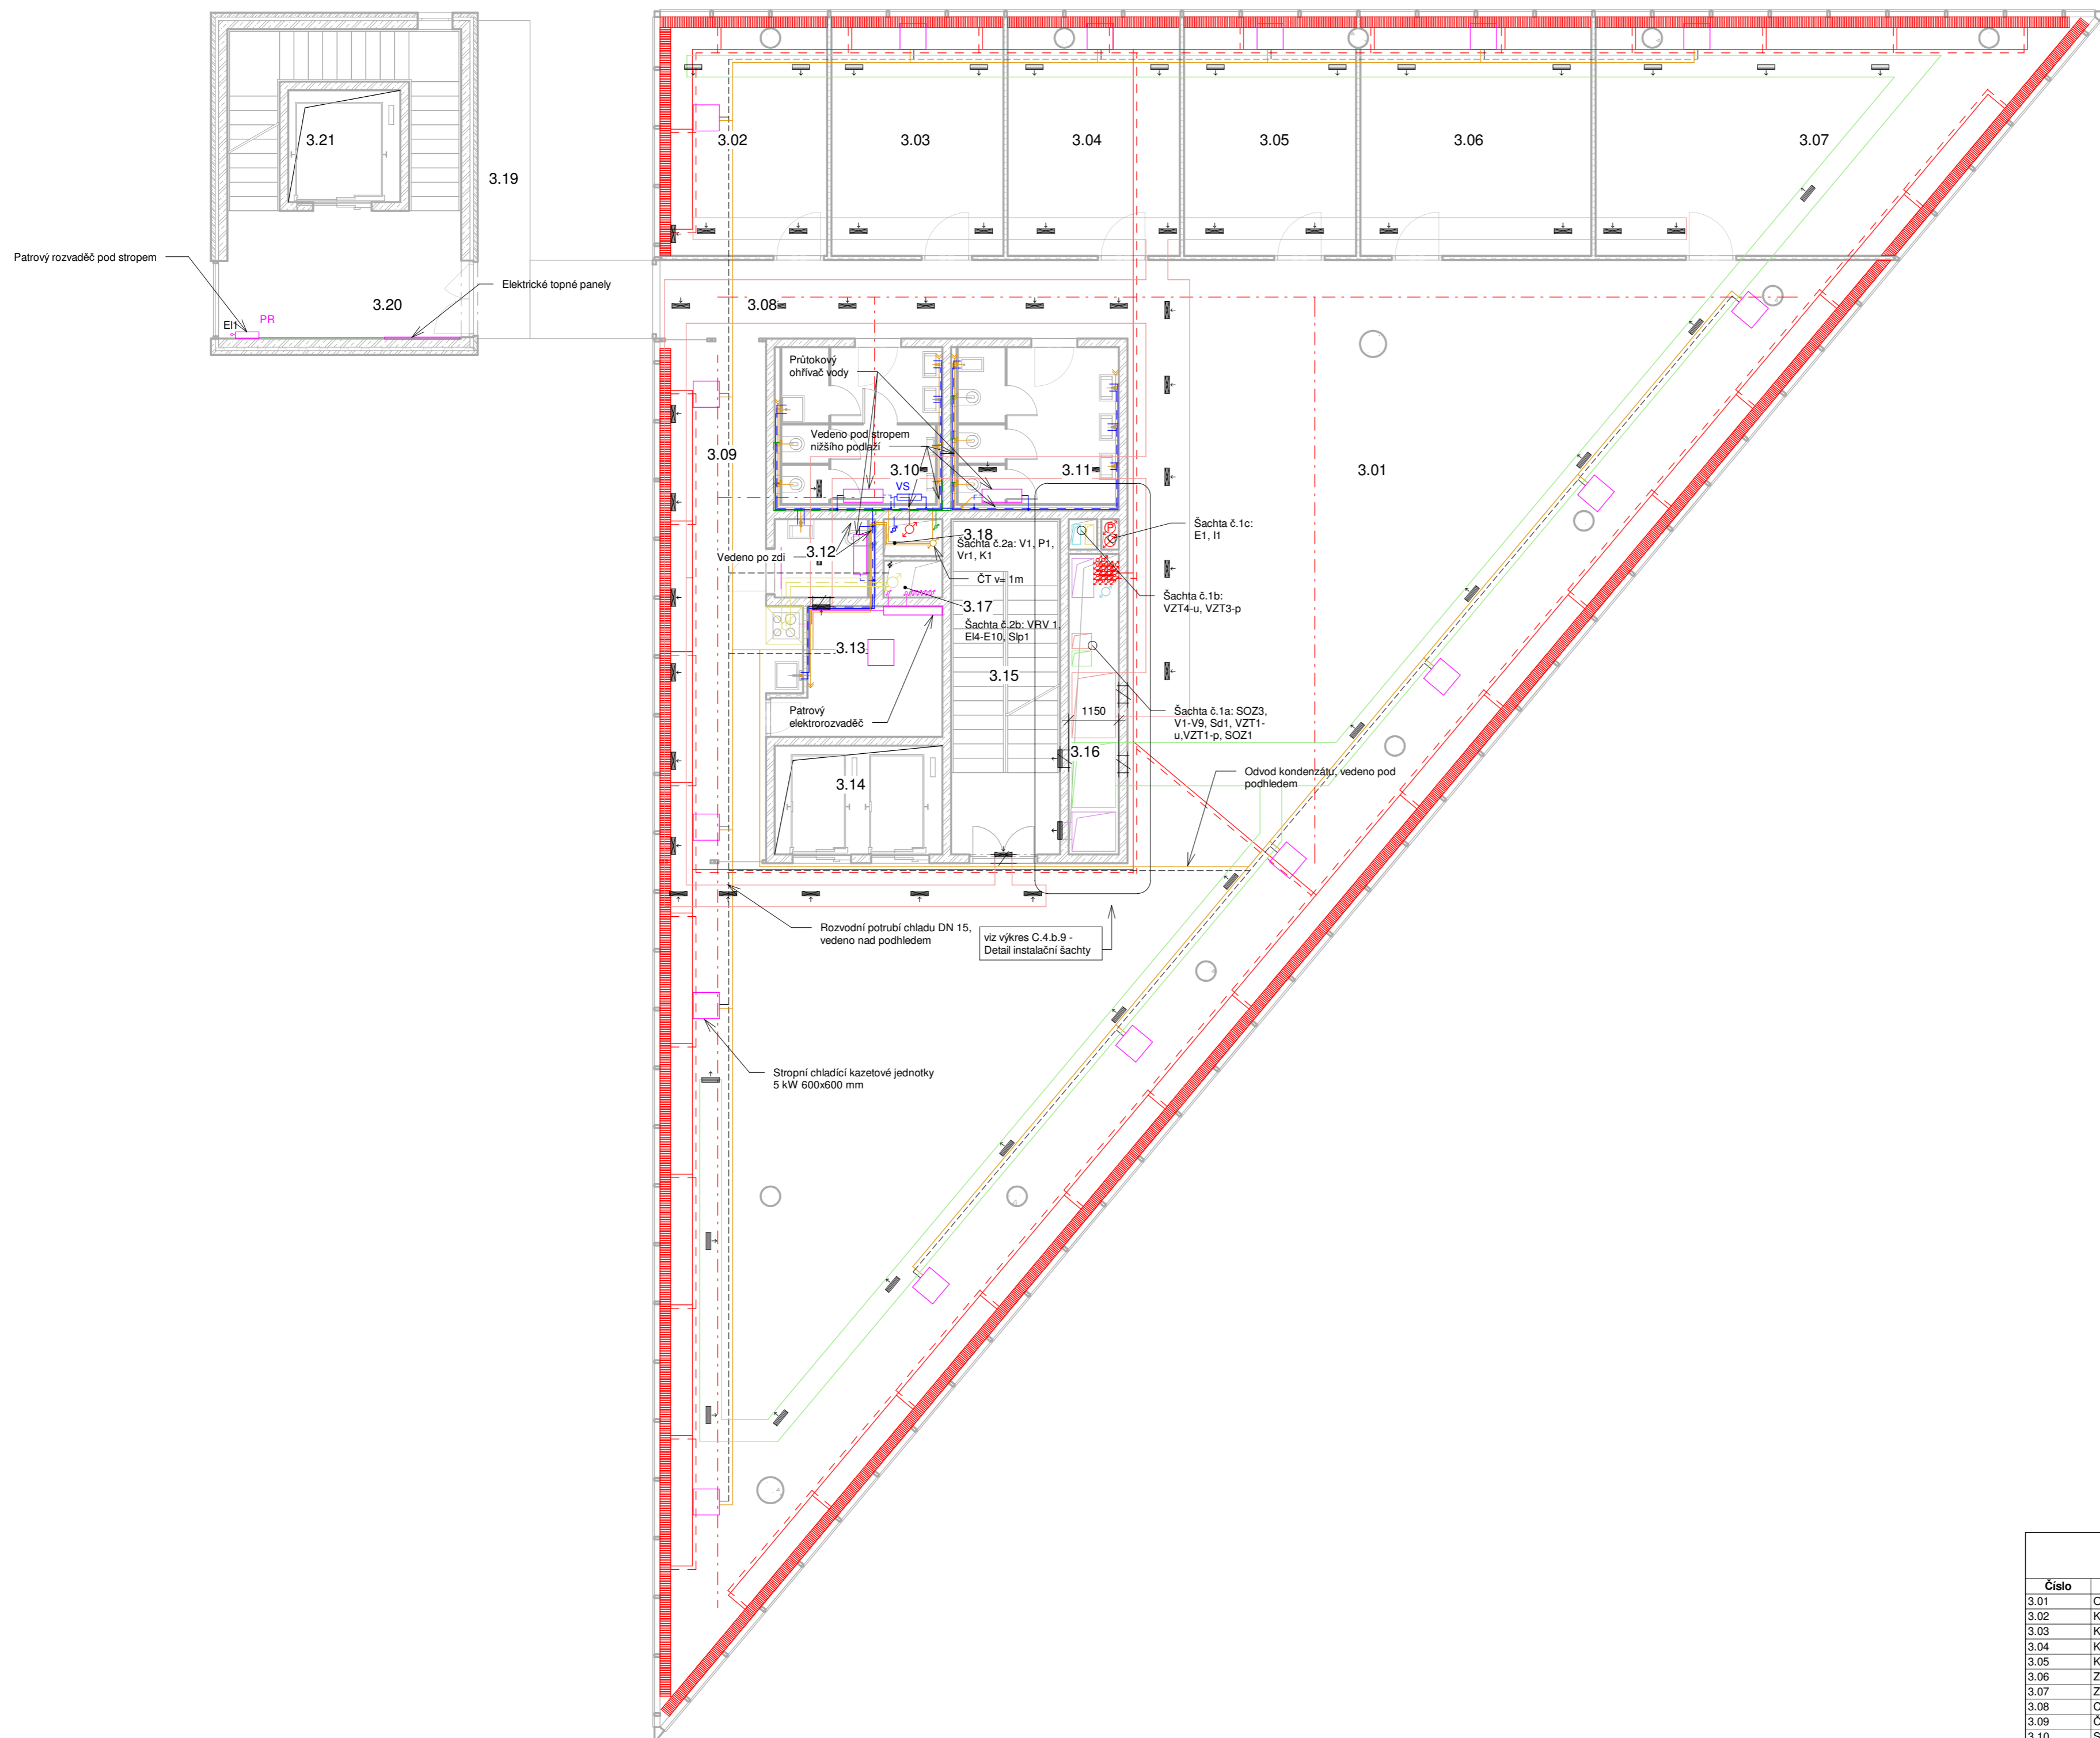 3.21
3.19
Patrový rozvaděč pod stropem
Elektrické topné panely
3.20
El1
PR
3.02
3.03
3.04
3.05
3.06
3.07
3.08
Průtokový
ohřívač vody
Vedeno pod stropem
nižšího podlaží
3.09
3.10
3.11
3.01
VS
3.12
Vedeno po zdi
3.18
Šachta č.2a: V1, P1,
Vr1, K1
ČT v= 1m
Šachta č.1c:
E1, I1
3.17
Šachta č.2b: VRV 1,
El4-E10, Slp1
Šachta č.1b:
VZT4-u, VZT3-p
3.13
3.15
Patrový
elektrorozvaděč
1150
Šachta č.1a: SOZ3,
V1-V9, Sd1, VZT1-
u,VZT1-p, SOZ1
3.16
3.14
Odvod kondenzátu, vedeno pod
podhledem
Rozvodní potrubí chladu DN 15,
vedeno nad podhledem
viz výkres C.4.b.9 -
Detail instalační šachty
Stropní chladící kazetové jednotky
5 kW 600x600 mm
Číslo
3.01
3.02 K
3.03 K
3.04 K
3.05 K
3.06 Z
3.07 Z
3.08
3.09 Č
3.10 S